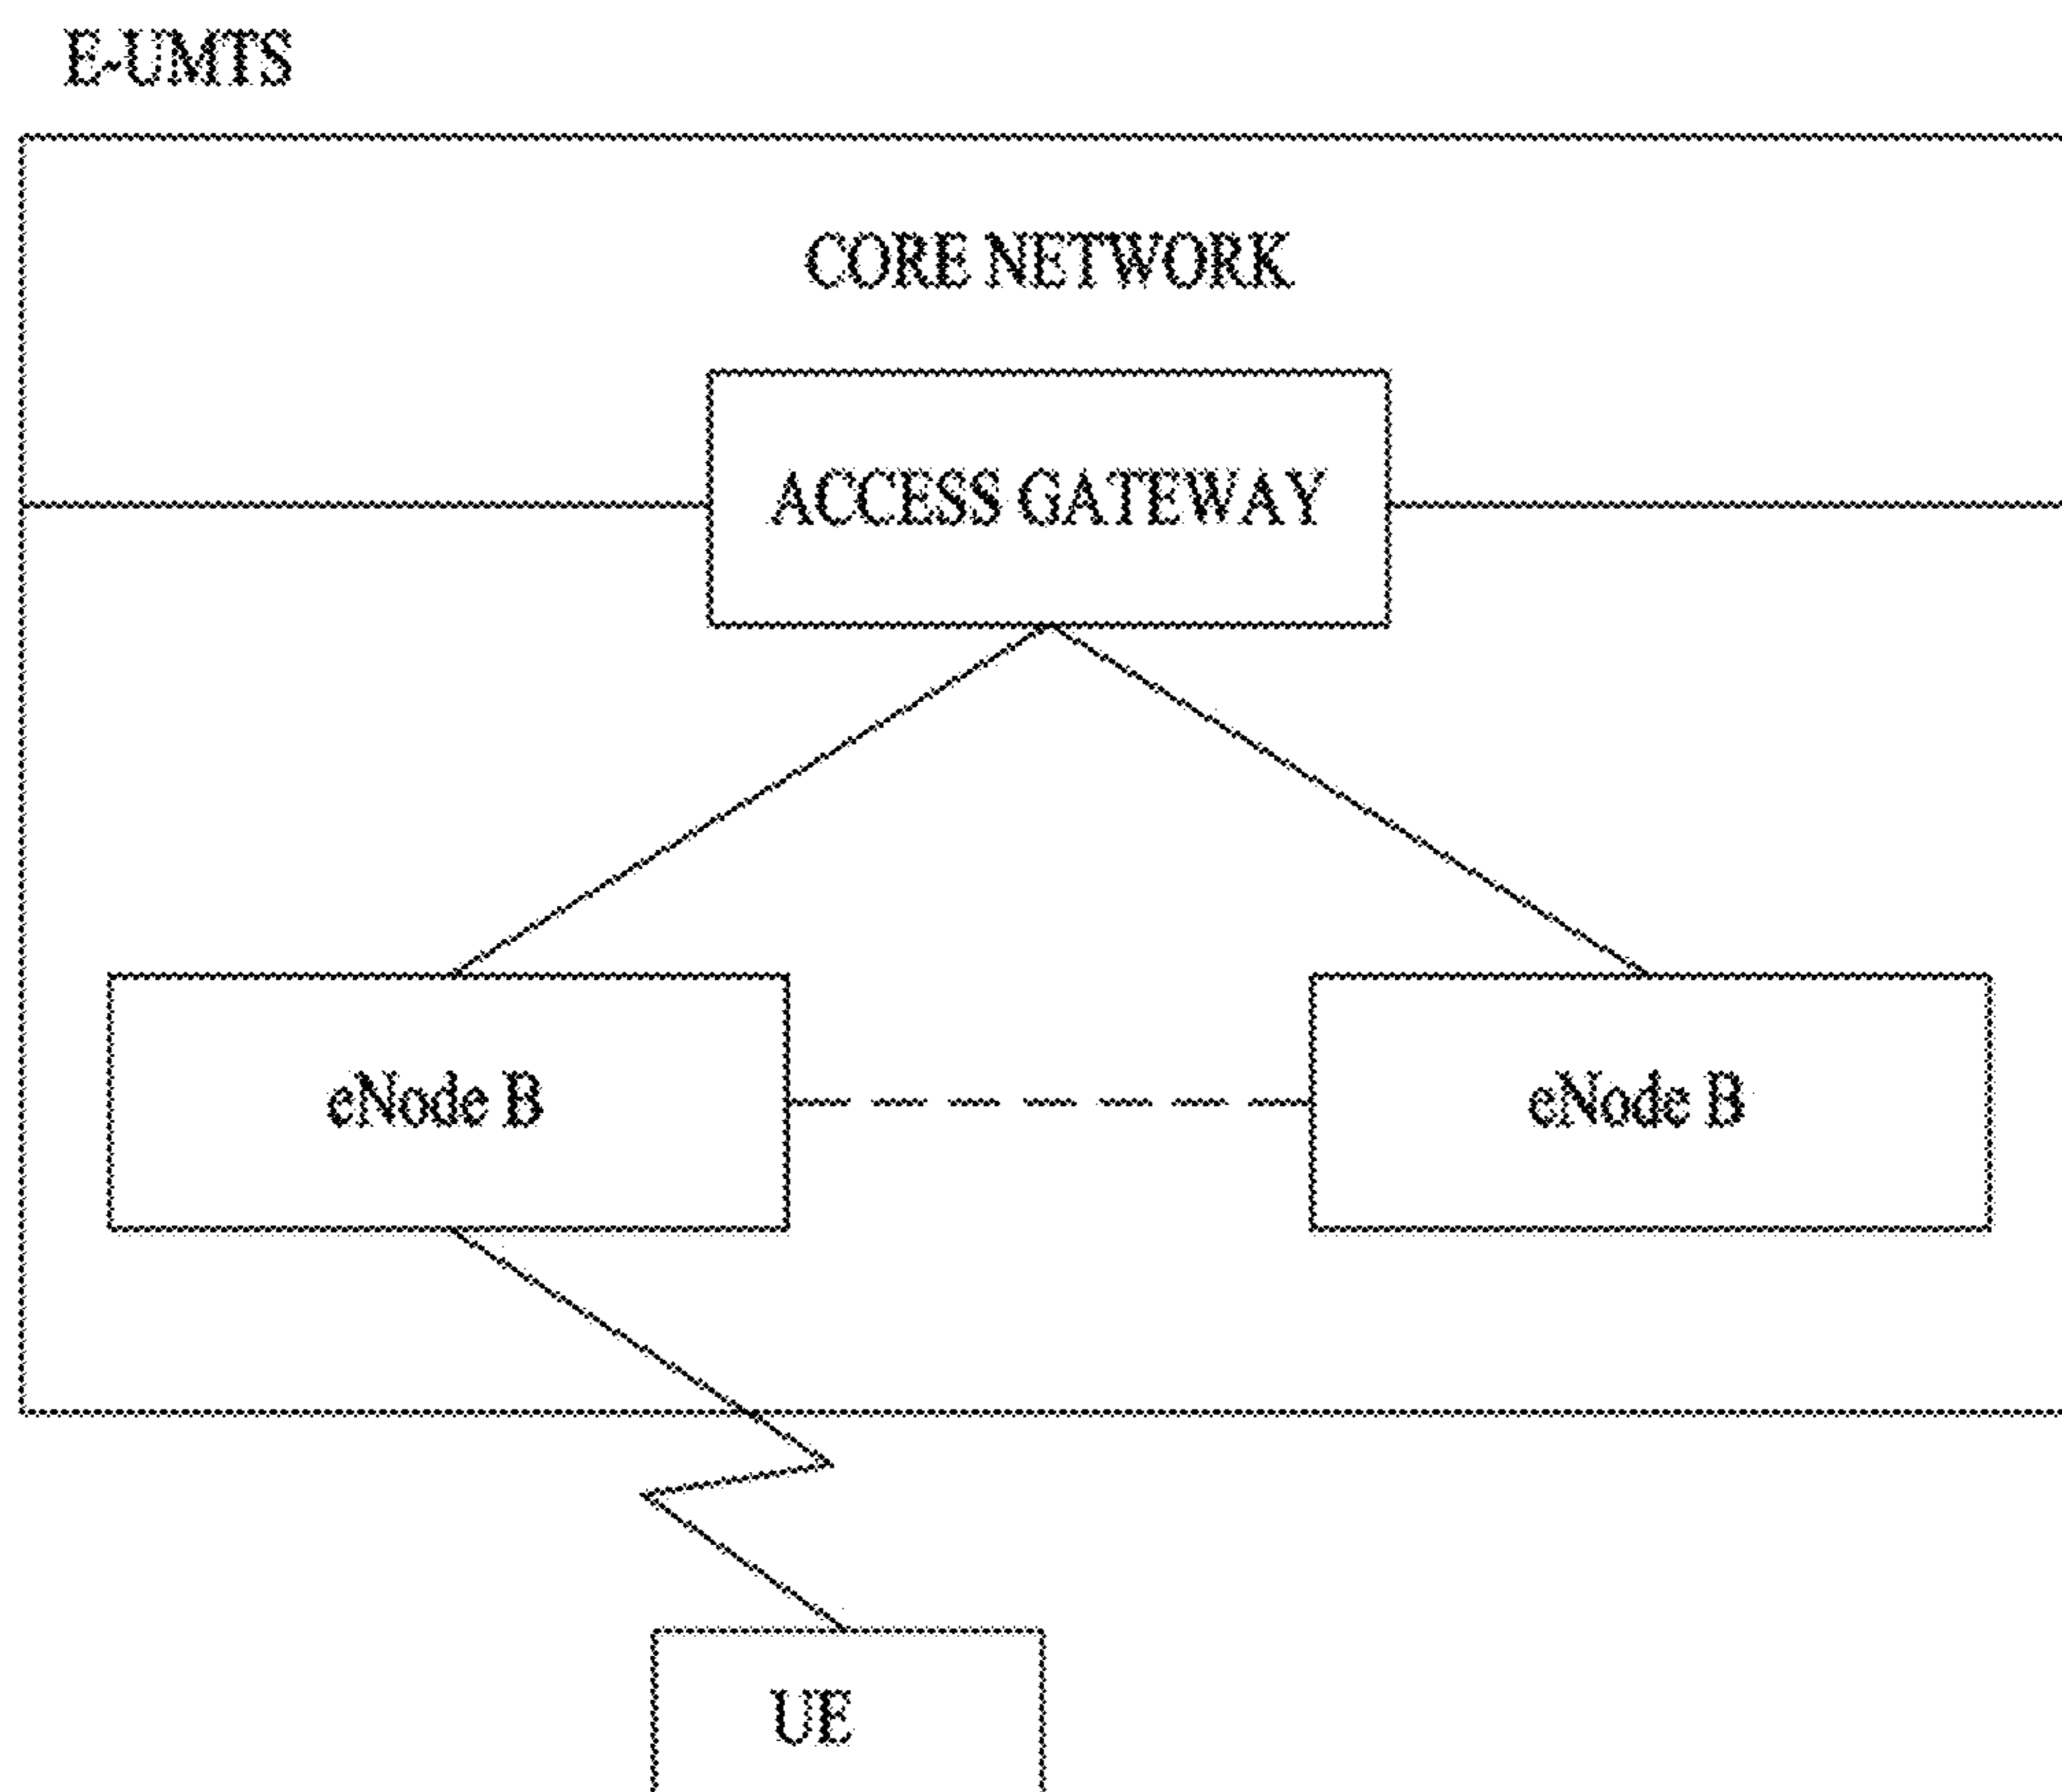 E-UMTS
CORE NETWORK
ACCESS GATEWAY
eNode B
eNode B
UE